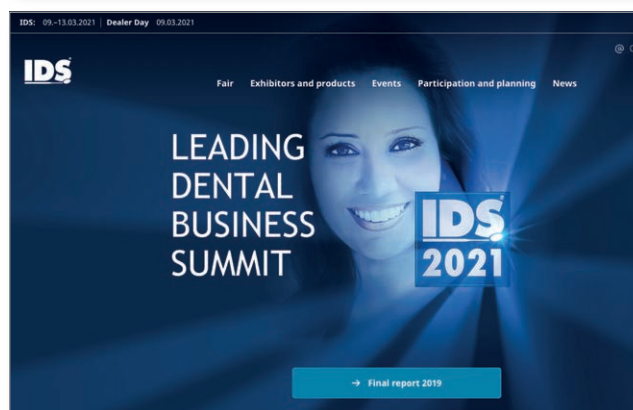 IDS: 09.–13.03.2021 | Dealer Day 09.03.2021
@
IDS
Fair Exhibitors and products Events Participation and planning News
LEADING
DENTAL
BUSINESS
SUMMIT
IDS
2021
→ Final report 2019